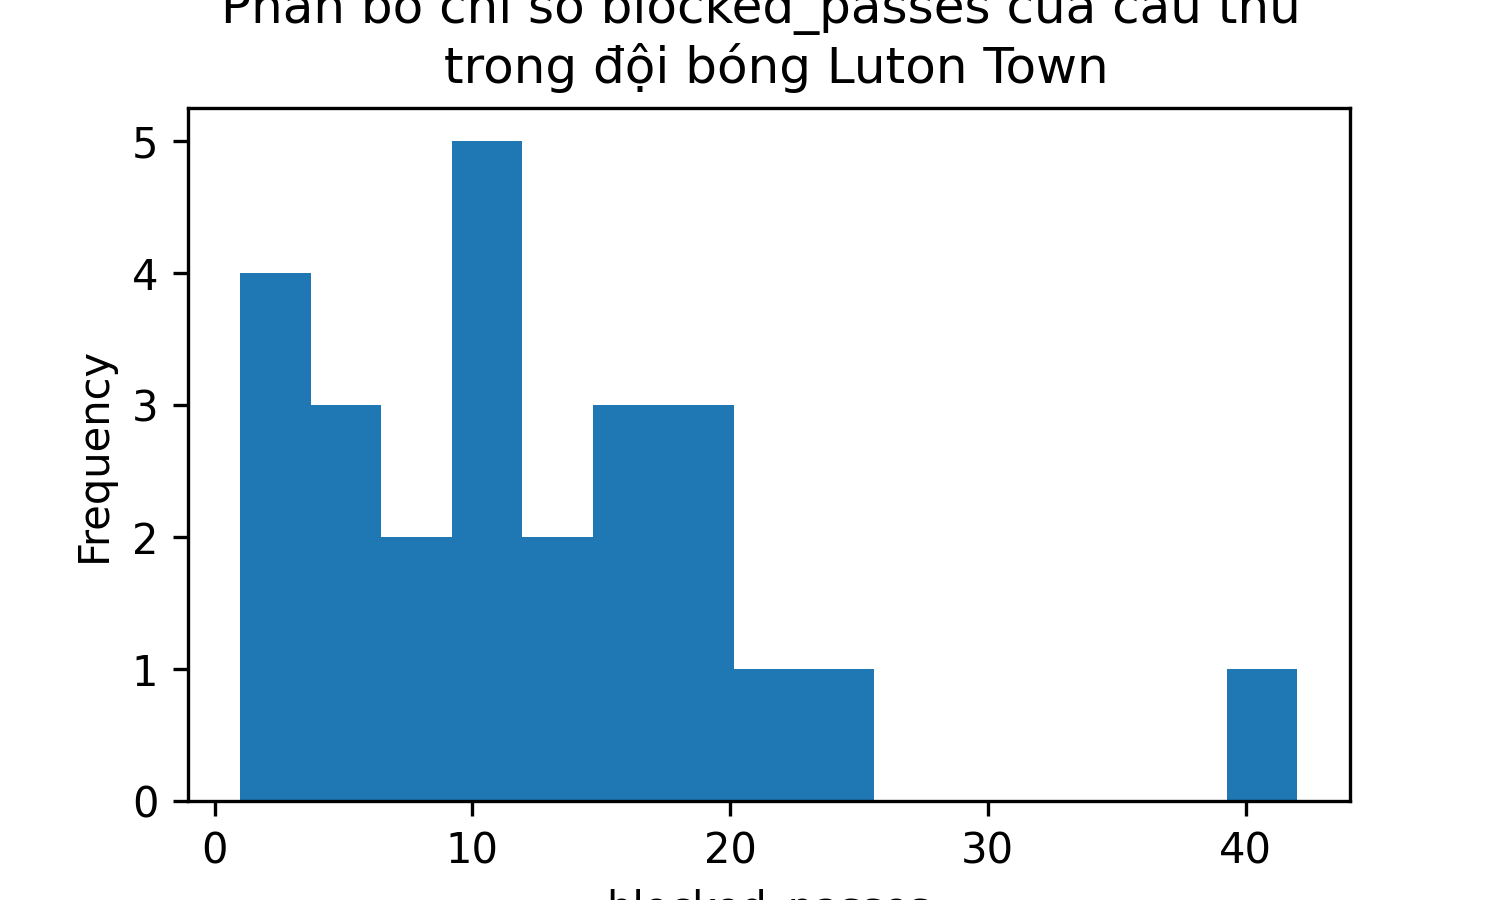 Phân bố chỉ số blocked_passes của cầu thủ
trong đội bóng Luton Town
5
4
3
2
1
0
Frequency
0 10 20 30 40
blocked_passes